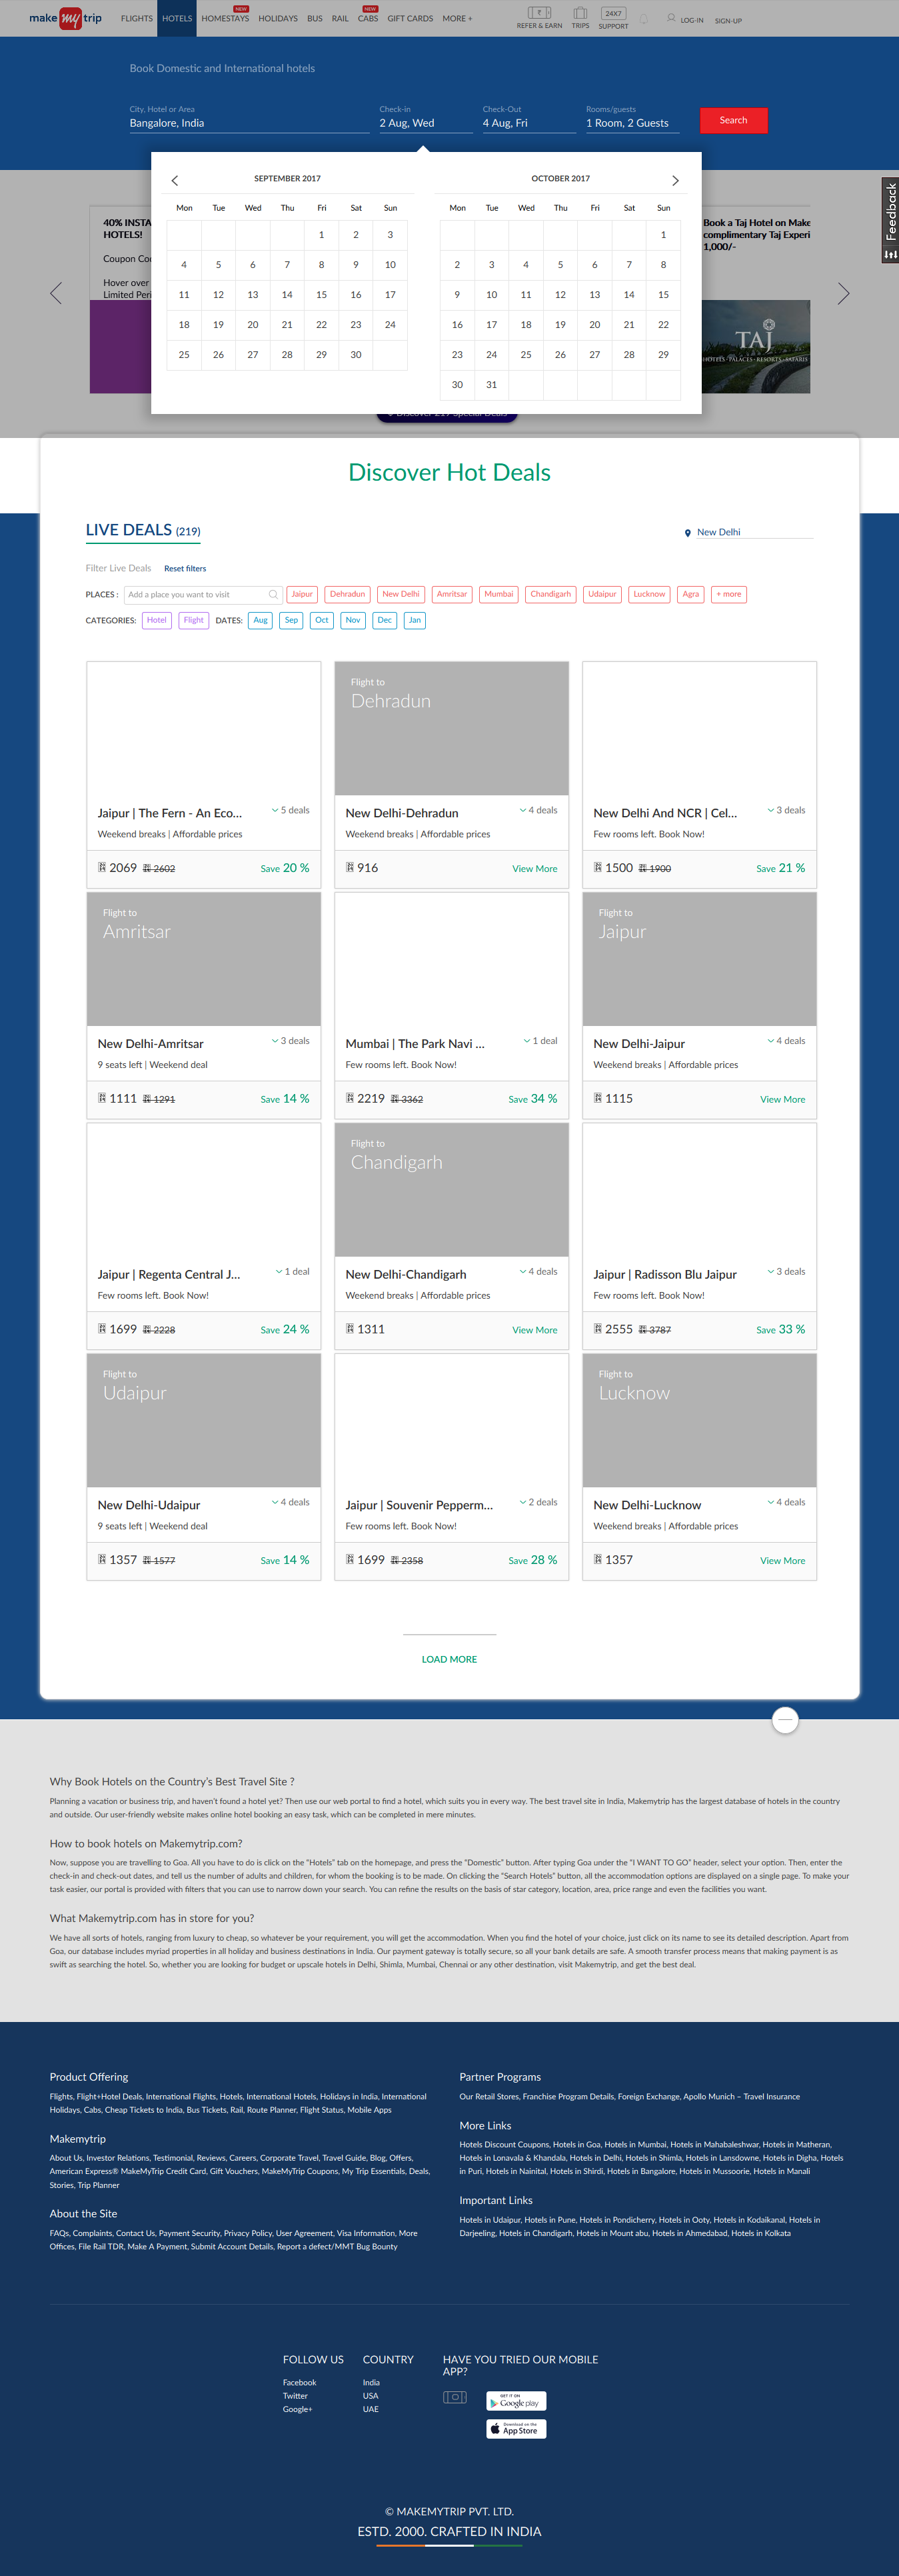 make my trip
FLIGHTS HOTELS HOMESTAYS HOLIDAYS BUS RAIL CABS GIFT CARDS MORE +
NEW NEW
REFER & EARN TRIPS 24X7 SUPPORT LOG-IN SIGN-UP
Book Domestic and International hotels
City, Hotel or Area Check-in Check-Out Rooms/guests
Bangalore, India 2 Aug, Wed 4 Aug, Fri 1 Room, 2 Guests Search
Feedback
SEPTEMBER 2017
Mon Tue Wed Thu Fri Sat Sun
1 2 3
4 5 6 7 8 9 10
11 12 13 14 15 16 17
18 19 20 21 22 23 24
25 26 27 28 29 30
OCTOBER 2017
Mon Tue Wed Thu Fri Sat Sun
1
2 3 4 5 6 7 8
9 10 11 12 13 14 15
16 17 18 19 20 21 22
23 24 25 26 27 28 29
30 31
40% INSTA
HOTELS!
Coupon Co
Hover over
Limited Peri
Book a Taj Hotel on Make
complimentary Taj Experi
1,000/-
TAJ
HOTELS · PALACES · RESORTS · SAFARIS
Discover 219 Special Deals
Discover Hot Deals
LIVE DEALS (219) New Delhi
Filter Live Deals Reset filters
PLACES : Add a place you want to visit Jaipur Dehradun New Delhi Amritsar Mumbai Chandigarh Udaipur Lucknow Agra + more
CATEGORIES: Hotel Flight DATES: Aug Sep Oct Nov Dec Jan
Jaipur | The Fern - An Eco... 5 deals
Weekend breaks | Affordable prices
2069 2602 Save 20 %
Flight to
Dehradun
New Delhi-Dehradun 4 deals
Weekend breaks | Affordable prices
916 View More
New Delhi And NCR | Cel... 3 deals
Few rooms left. Book Now!
1500 1900 Save 21 %
Flight to
Amritsar
New Delhi-Amritsar 3 deals
9 seats left | Weekend deal
1111 1291 Save 14 %
Mumbai | The Park Navi ... 1 deal
Few rooms left. Book Now!
2219 3362 Save 34 %
Flight to
Jaipur
New Delhi-Jaipur 4 deals
Weekend breaks | Affordable prices
1115 View More
Jaipur | Regenta Central J... 1 deal
Few rooms left. Book Now!
1699 2228 Save 24 %
Flight to
Chandigarh
New Delhi-Chandigarh 4 deals
Weekend breaks | Affordable prices
1311 View More
Jaipur | Radisson Blu Jaipur 3 deals
Few rooms left. Book Now!
2555 3787 Save 33 %
Flight to
Udaipur
New Delhi-Udaipur 4 deals
9 seats left | Weekend deal
1357 1577 Save 14 %
Jaipur | Souvenir Pepperm... 2 deals
Few rooms left. Book Now!
1699 2358 Save 28 %
Flight to
Lucknow
New Delhi-Lucknow 4 deals
Weekend breaks | Affordable prices
1357 View More
LOAD MORE
Why Book Hotels on the Country's Best Travel Site ?
Planning a vacation or business trip, and haven't found a hotel yet? Then use our web portal to find a hotel, which suits you in every way. The best travel site in India, Makemytrip has the largest database of hotels in the country
and outside. Our user-friendly website makes online hotel booking an easy task, which can be completed in mere minutes.
How to book hotels on Makemytrip.com?
Now, suppose you are travelling to Goa. All you have to do is click on the "Hotels" tab on the homepage, and press the "Domestic" button. After typing Goa under the "I WANT TO GO" header, select your option. Then, enter the
check-in and check-out dates, and tell us the number of adults and children, for whom the booking is to be made. On clicking the "Search Hotels" button, all the accommodation options are displayed on a single page. To make your
task easier, our portal is provided with filters that you can use to narrow down your search. You can refine the results on the basis of star category, location, area, price range and even the facilities you want.
What Makemytrip.com has in store for you?
We have all sorts of hotels, ranging from luxury to cheap, so whatever be your requirement, you will get the accommodation. When you find the hotel of your choice, just click on its name to see its detailed description. Apart from
Goa, our database includes myriad properties in all holiday and business destinations in India. Our payment gateway is totally secure, so all your bank details are safe. A smooth transfer process means that making payment is as
swift as searching the hotel. So, whether you are looking for budget or upscale hotels in Delhi, Shimla, Mumbai, Chennai or any other destination, visit Makemytrip, and get the best deal.
Product Offering
Flights, Flight+Hotel Deals, International Flights, Hotels, International Hotels, Holidays in India, International
Holidays, Cabs, Cheap Tickets to India, Bus Tickets, Rail, Route Planner, Flight Status, Mobile Apps
Makemytrip
About Us, Investor Relations, Testimonial, Reviews, Careers, Corporate Travel, Travel Guide, Blog, Offers,
American Express® MakeMyTrip Credit Card, Gift Vouchers, MakeMyTrip Coupons, My Trip Essentials, Deals,
Stories, Trip Planner
About the Site
FAQs, Complaints, Contact Us, Payment Security, Privacy Policy, User Agreement, Visa Information, More
Offices, File Rail TDR, Make A Payment, Submit Account Details, Report a defect/MMT Bug Bounty
Partner Programs
Our Retail Stores, Franchise Program Details, Foreign Exchange, Apollo Munich – Travel Insurance
More Links
Hotels Discount Coupons, Hotels in Goa, Hotels in Mumbai, Hotels in Mahabaleshwar, Hotels in Matheran,
Hotels in Lonavala & Khandala, Hotels in Delhi, Hotels in Shimla, Hotels in Lansdowne, Hotels in Digha, Hotels
in Puri, Hotels in Nainital, Hotels in Shirdi, Hotels in Bangalore, Hotels in Mussoorie, Hotels in Manali
Important Links
Hotels in Udaipur, Hotels in Pune, Hotels in Pondicherry, Hotels in Ooty, Hotels in Kodaikanal, Hotels in
Darjeeling, Hotels in Chandigarh, Hotels in Mount abu, Hotels in Ahmedabad, Hotels in Kolkata
FOLLOW US
Facebook
Twitter
Google+
COUNTRY
India
USA
UAE
HAVE YOU TRIED OUR MOBILE
APP?
GET IT ON
Google play
Download on the
App Store
© MAKEMYTRIP PVT. LTD.
ESTD. 2000. CRAFTED IN INDIA